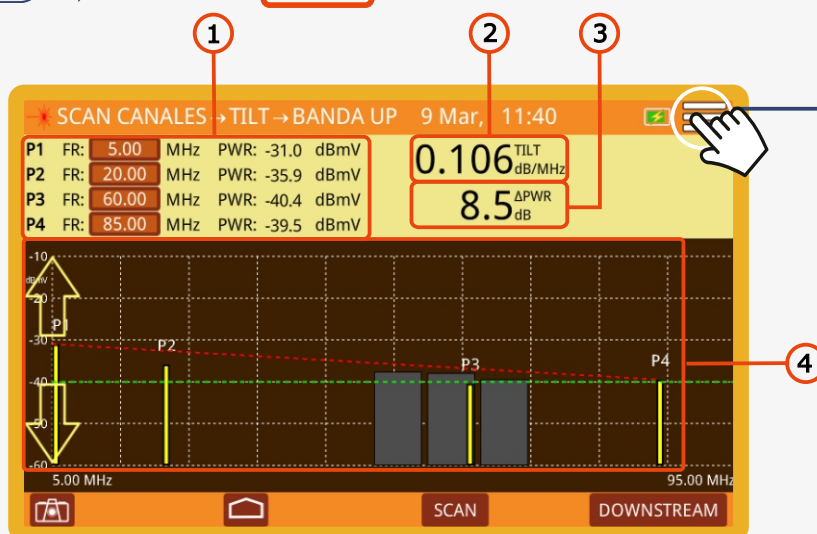 1
2
3
SCAN CANALES → TILT → BANDA UP 9 Mar, 11:40
P1 FR: 5.00 MHz PWR: -31.0 dBmV
P2 FR: 20.00 MHz PWR: -35.9 dBmV
P3 FR: 60.00 MHz PWR: -40.4 dBmV
P4 FR: 85.00 MHz PWR: -39.5 dBmV
0.106 TILT dB/MHz
8.5 ΔPWR dB
-10
dBmV
-20
P1
-30
P2
P3
P4
4
-40
-50
-60
5.00 MHz 95.00 MHz
SCAN DOWNSTREAM